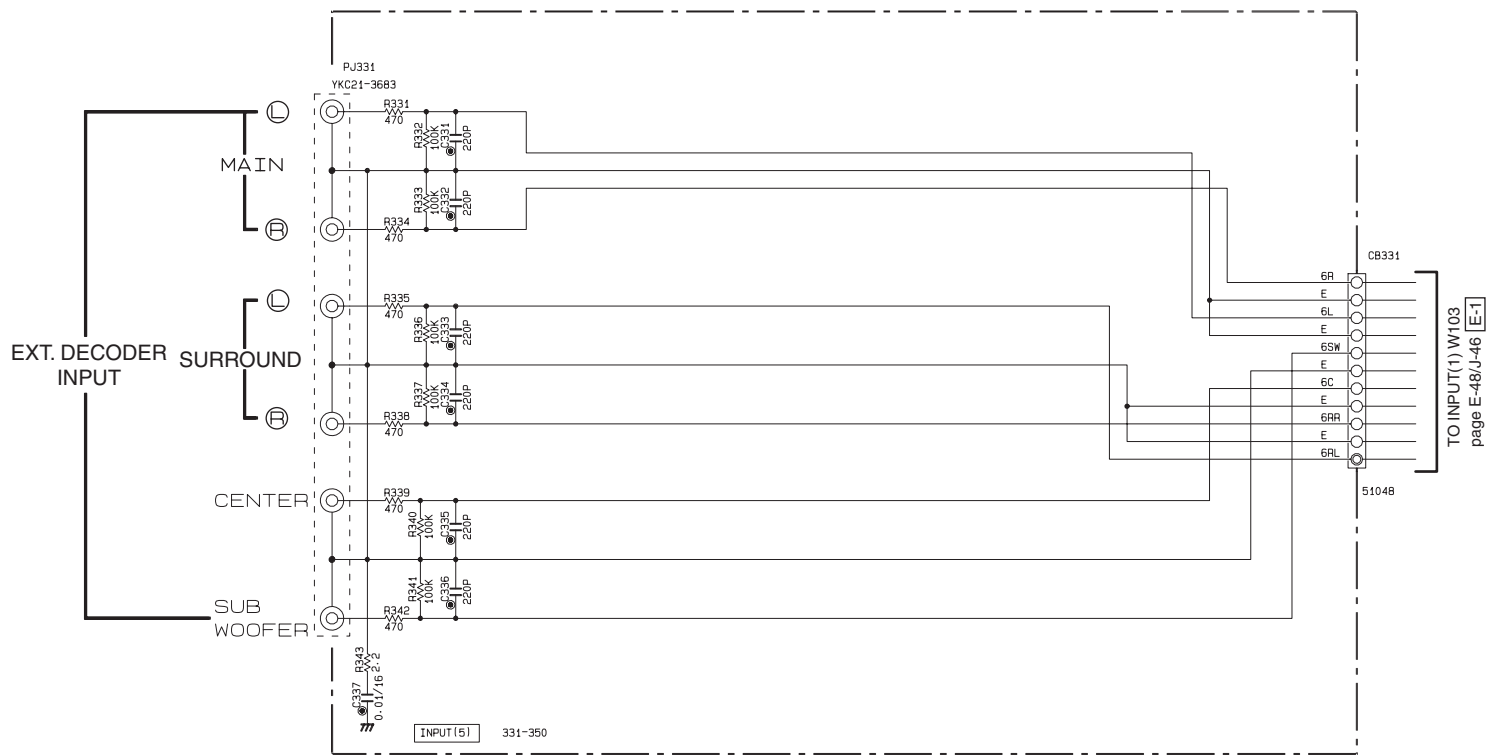 PJ331
YKC21-3683
EXT. DECODER
INPUT
MAIN
L
R
SURROUND
L
R
CENTER
SUB
WOOFER
R331
470
R332
100K
C331
220P
R333
100K
C332
220P
R334
470
R335
470
R336
100K
C333
220P
R337
100K
C334
220P
R338
470
R339
470
R340
100K
C335
220P
R341
100K
C336
220P
R342
470
R343
2.2
C337
0.01/16
INPUT(5) 331-350
CB331
6R
E
6L
E
6SW
E
6C
E
6RR
E
6RL
51048
TO INPUT(1) W103
page E-48/J-46 E-1